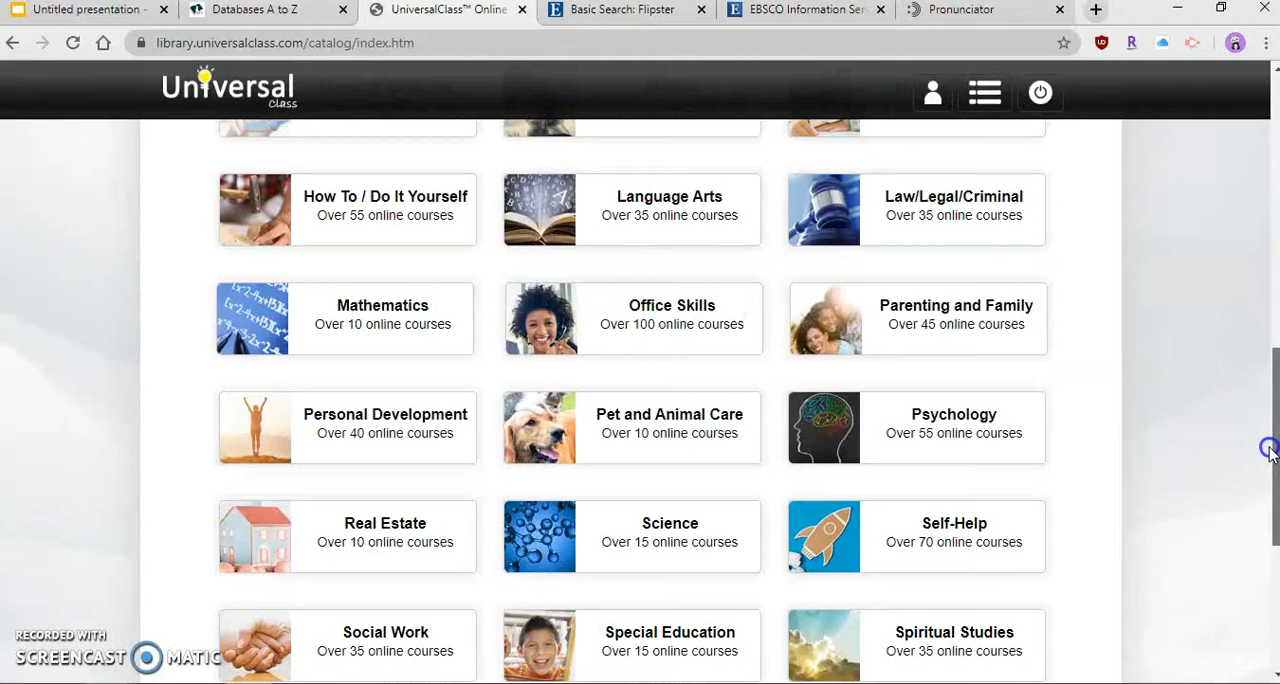 Untitled presentation -
Databases A to Z
UniversalClass™ Online
Basic Search: Flipster
EBSCO Information Ser
Pronunciator
library.universalclass.com/catalog/index.htm
Universal
Class
How To / Do It Yourself
Over 55 online courses
Language Arts
Over 35 online courses
Law/Legal/Criminal
Over 35 online courses
Mathematics
Over 10 online courses
Office Skills
Over 100 online courses
Parenting and Family
Over 45 online courses
Personal Development
Over 40 online courses
Pet and Animal Care
Over 10 online courses
Psychology
Over 55 online courses
Real Estate
Over 10 online courses
Science
Over 15 online courses
Self-Help
Over 70 online courses
Social Work
Over 35 online courses
Special Education
Over 15 online courses
Spiritual Studies
Over 35 online courses
RECORDED WITH
SCREENCAST MATIC